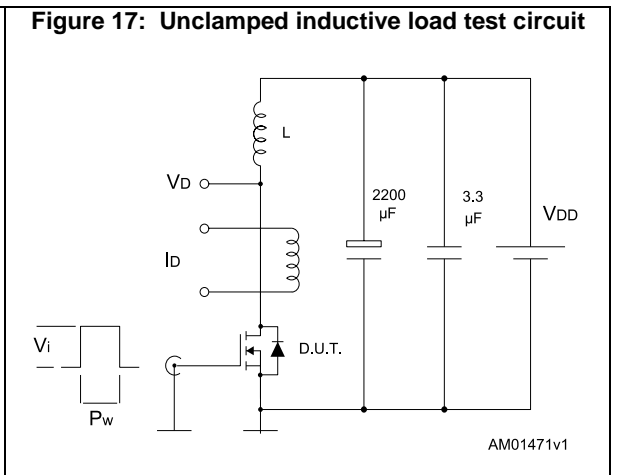 Figure 17: Unclamped inductive load test circuit
L
VD
2200
µF
3.3
µF
VDD
ID
Vi
D.U.T.
Pw
AM01471v1